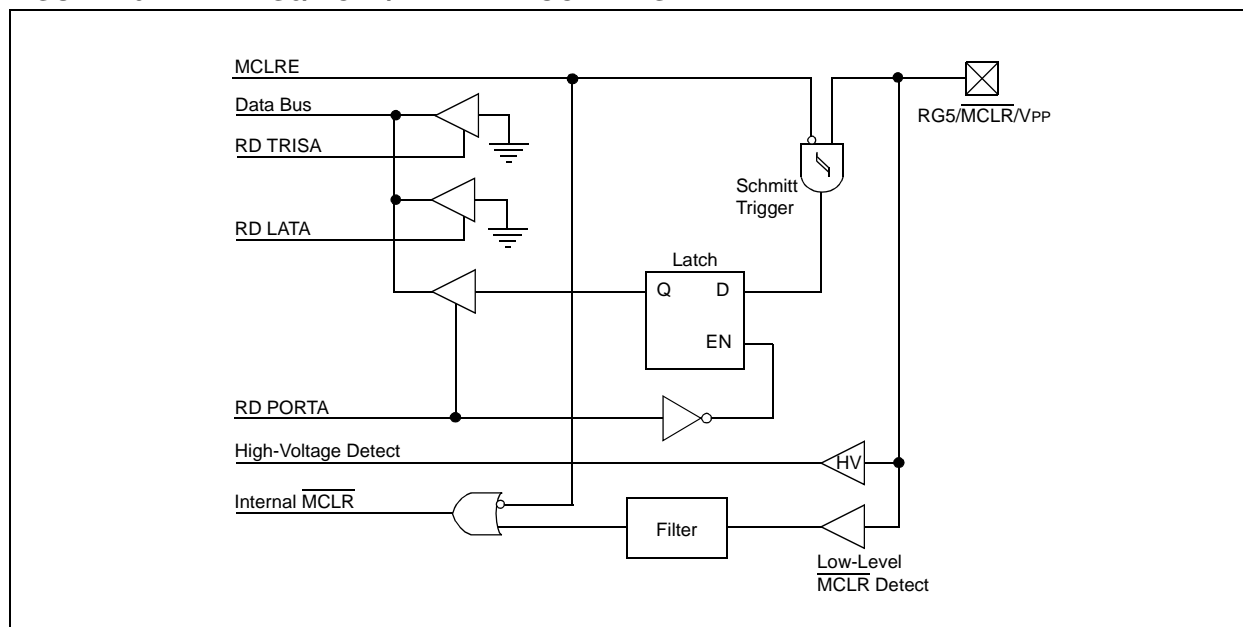 MCLRE
Data Bus
RD TRISA
RG5/MCLR/VPP
Schmitt
Trigger
RD LATA
Latch
Q D
EN
RD PORTA
High-Voltage Detect
HV
Internal MCLR
Filter
Low-Level
MCLR Detect